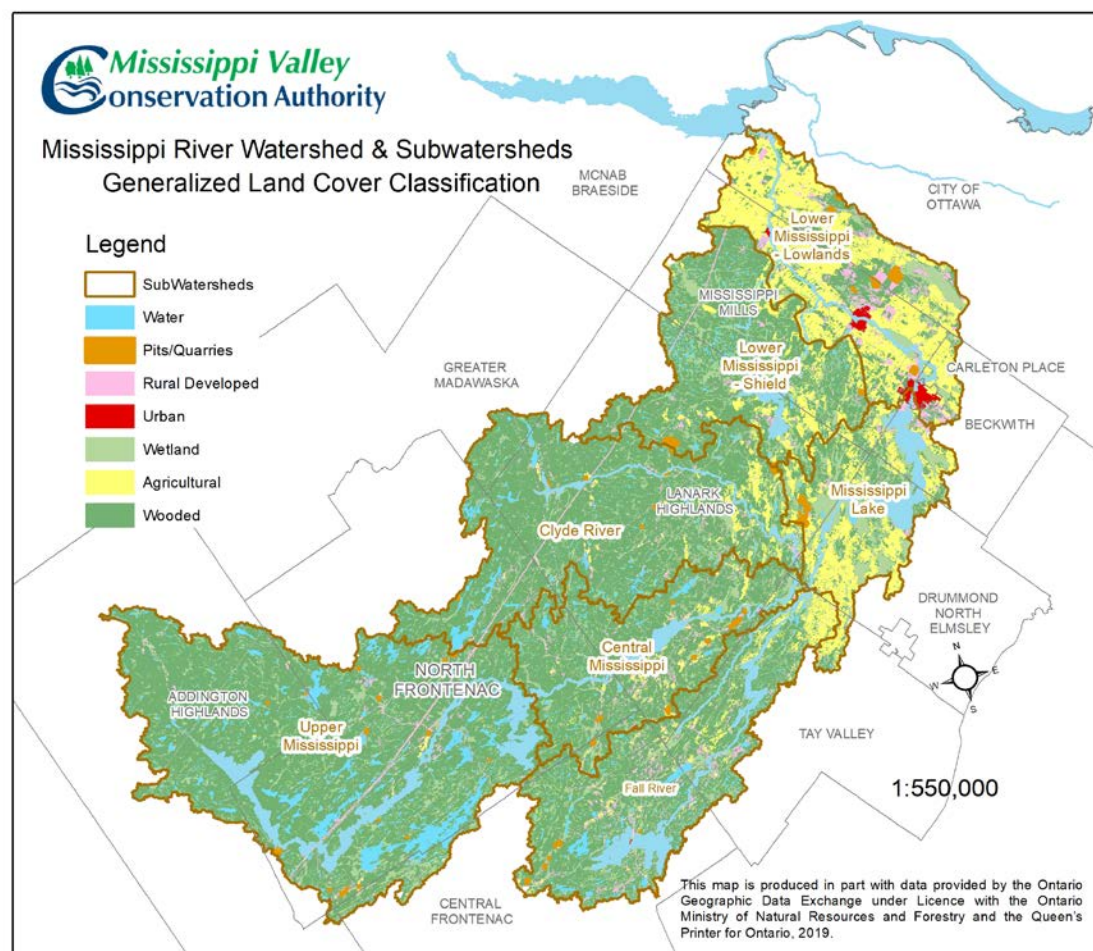 Mississippi Valley
Conservation Authority
Mississippi River Watershed & Subwatersheds
Generalized Land Cover Classification
Legend
SubWatersheds
Water
Pits/Quarries
Rural Developed
Urban
Wetland
Agricultural
Wooded
MCNAB
BRAESIDE
CITY OF
OTTAWA
Lower
Mississippi
- Lowlands
MISSISSIPPI
MILLS
Lower
Mississippi
- Shield
GREATER
MADAWASKA
CARLETON PLACE
BECKWITH
LANARK
HIGHLANDS
Mississippi
Lake
Clyde River
DRUMMOND
NORTH
ELMSLEY
Central
Mississippi
NORTH
FRONTENAC
ADDINGTON
HIGHLANDS
Upper
Mississippi
N
E
S
W
TAY VALLEY
Fall River
1:550,000
CENTRAL
FRONTENAC
This map is produced in part with data provided by the Ontario
Geographic Data Exchange under Licence with the Ontario
Ministry of Natural Resources and Forestry and the Queen's
Printer for Ontario, 2019.